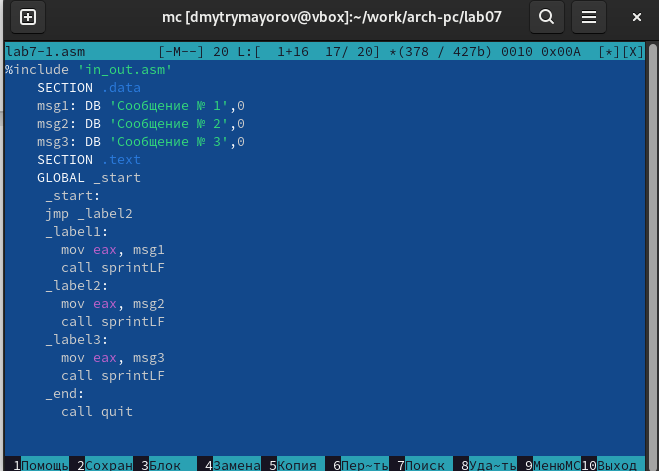 mc [dmytrymayorov@vbox]:~/work/arch-pc/lab07
lab7-1.asm [-M--] 20 L:[ 1+16 17/ 20] *(378 / 427b) 0010 0x00A [*][X]
%include 'in_out.asm'
SECTION .data
msg1: DB 'Сообщение № 1',0
msg2: DB 'Сообщение № 2',0
msg3: DB 'Сообщение № 3',0
SECTION .text
GLOBAL _start
_start:
jmp _label2
_label1:
mov eax, msg1
call sprintLF
_label2:
mov eax, msg2
call sprintLF
_label3:
mov eax, msg3
call sprintLF
_end:
call quit
1Помощь 2Сохран 3Блок 4Замена 5Копия 6Пер~ть 7Поиск 8Уда~ть 9МенюMC 10Выход